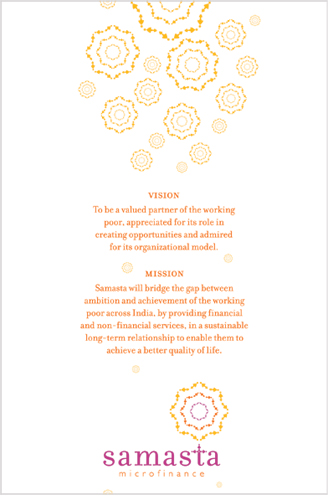 VISION
To be a valued partner of the working
poor, appreciated for its role in
creating opportunities and admired
for its organizational model.
MISSION
Samasta will bridge the gap between
ambition and achievement of the working
poor across India, by providing financial
and non-financial services, in a sustainable
long-term relationship to enable them to
achieve a better quality of life.
samasta
microfinance